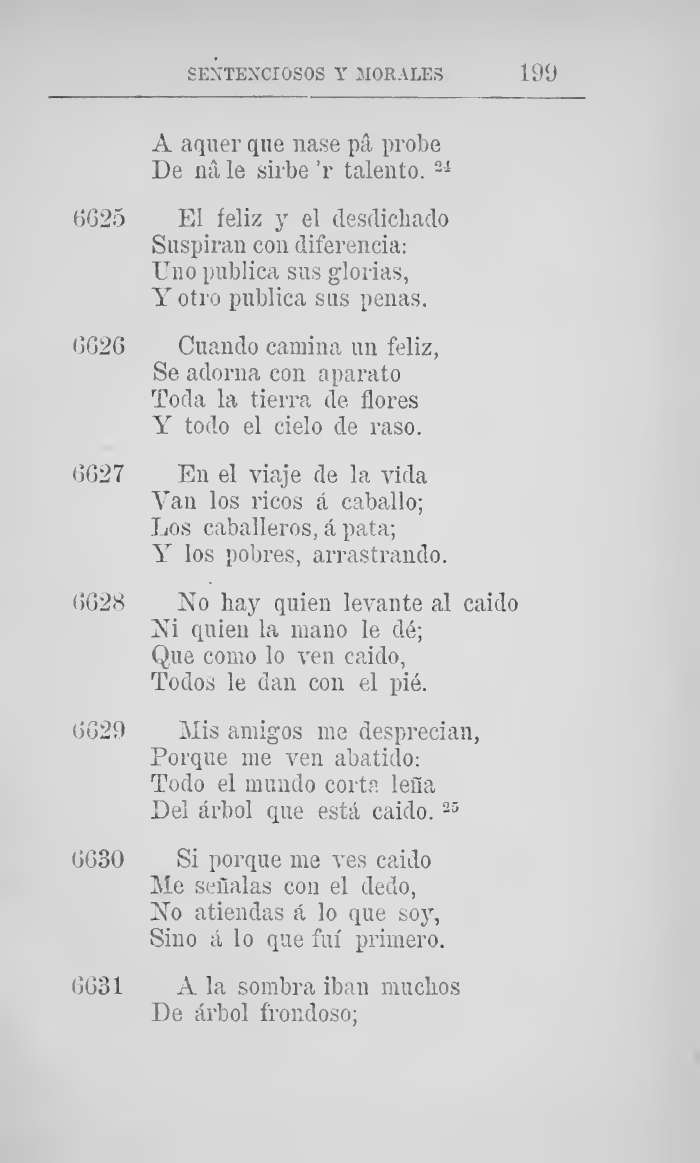 SENTENCIOSOS Y MORALES 199
A aquer que nase pâ probe
De nâ le sirbe 'r talento. 24
6625 El feliz y el desdichado
Suspiran con diferencia:
Uno publica sus glorias,
Y otro publica sus penas.
6626 Cuando camina un feliz,
Se adorna con aparato
Toda la tierra de flores
Y todo el cielo de raso.
6627 En el viaje de la vida
Van los ricos á caballo;
Los caballeros, á pata;
Y los pobres, arrastrando.
6628 No hay quien levante al caido
Ni quien la mano le dé;
Que como lo ven caido,
Todos le dan con el pié.
6629 Mis amigos me desprecian,
Porque me ven abatido:
Todo el mundo corta leña
Del árbol que está caido. 25
6630 Si porque me ves caido
Me señalas con el dedo,
No atiendas á lo que soy,
Sino á lo que fuí primero.
6631 A la sombra iban muchos
De árbol frondoso;